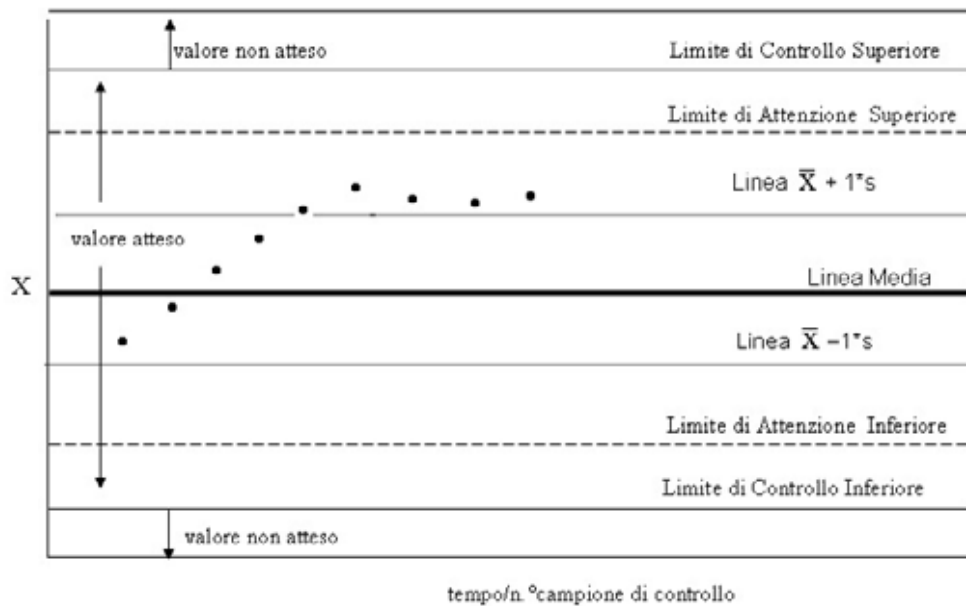 valore non atteso
Limite di Controllo Superiore
Limite di Attenzione Superiore
Linea X̅ + 1*s
valore atteso
X
Linea Media
Linea X̅ –1*s
Limite di Attenzione Inferiore
Limite di Controllo Inferiore
valore non atteso
tempo/n.°campione di controllo